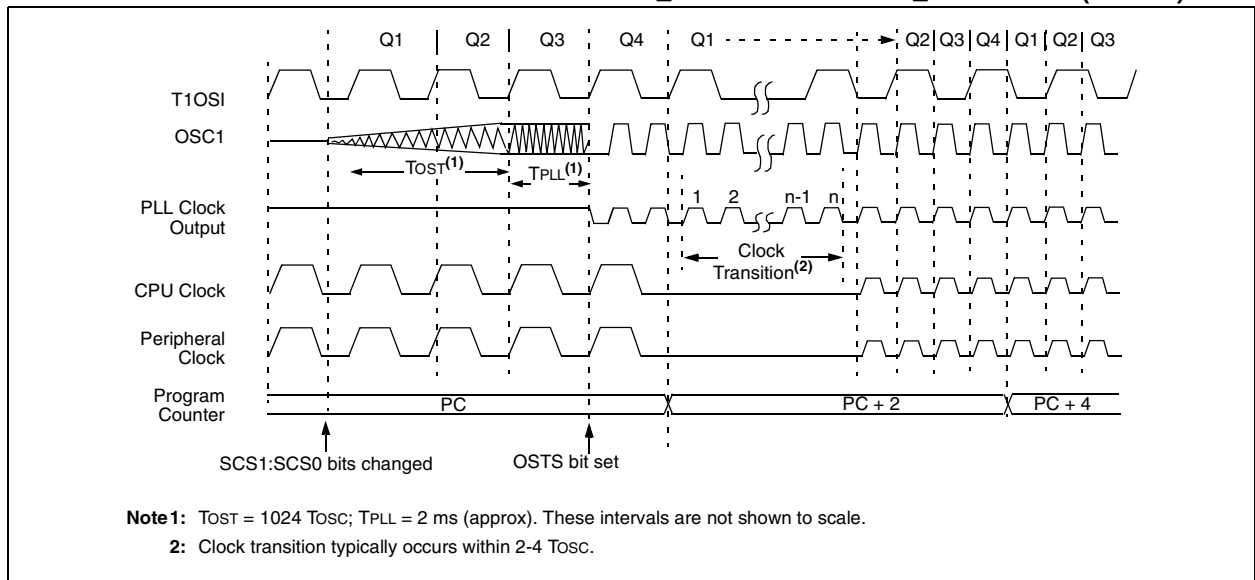 Q1 Q2 Q3 Q4 Q1 Q2 Q3 Q4 Q1 Q2 Q3
T1OSI
OSC1
TOST(1) TPLL(1)
1 2 n-1 n
PLL Clock
Output
Clock
Transition(2)
CPU Clock
Peripheral
Clock
Program
Counter
PC PC + 2 PC + 4
SCS1:SCS0 bits changed OSTS bit set
Note 1: TOST = 1024 TOSC; TPLL = 2 ms (approx). These intervals are not shown to scale.
2: Clock transition typically occurs within 2-4 TOSC.